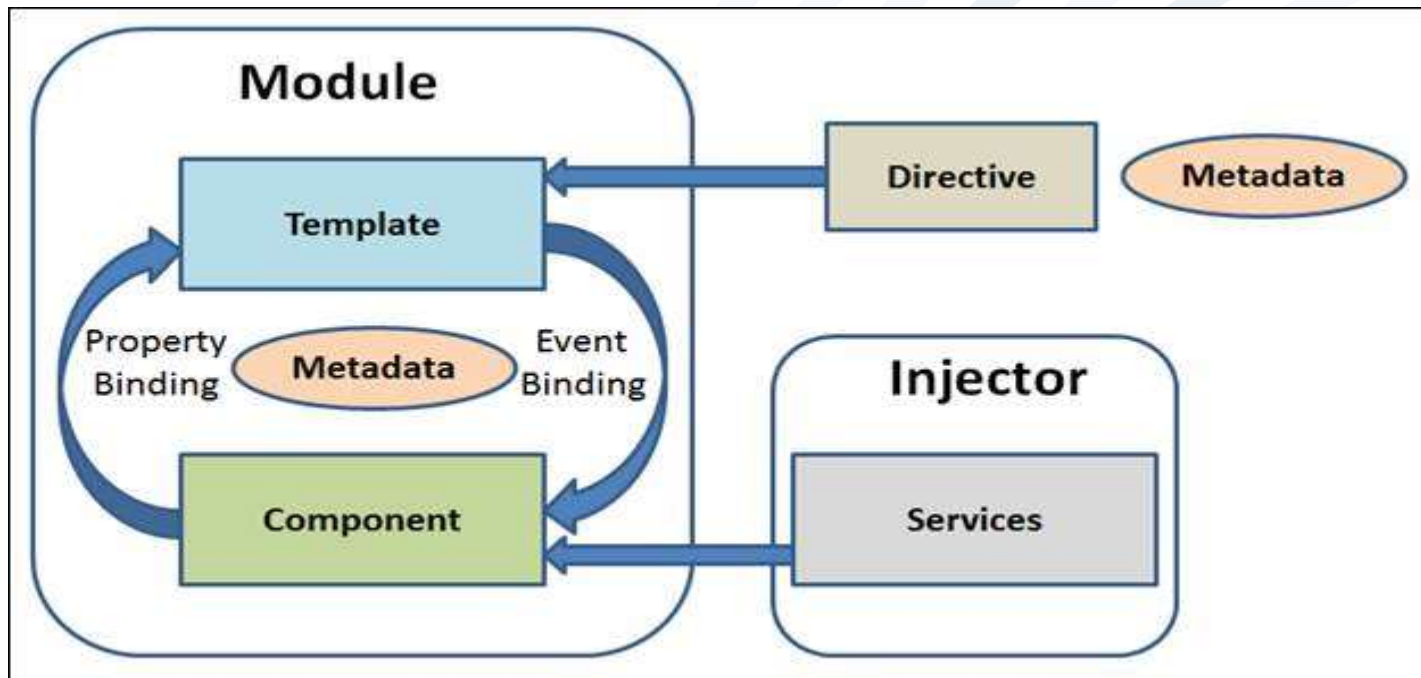 Module
Template
Directive
Metadata
Property
Binding
Metadata
Event
Binding
Component
Injector
Services